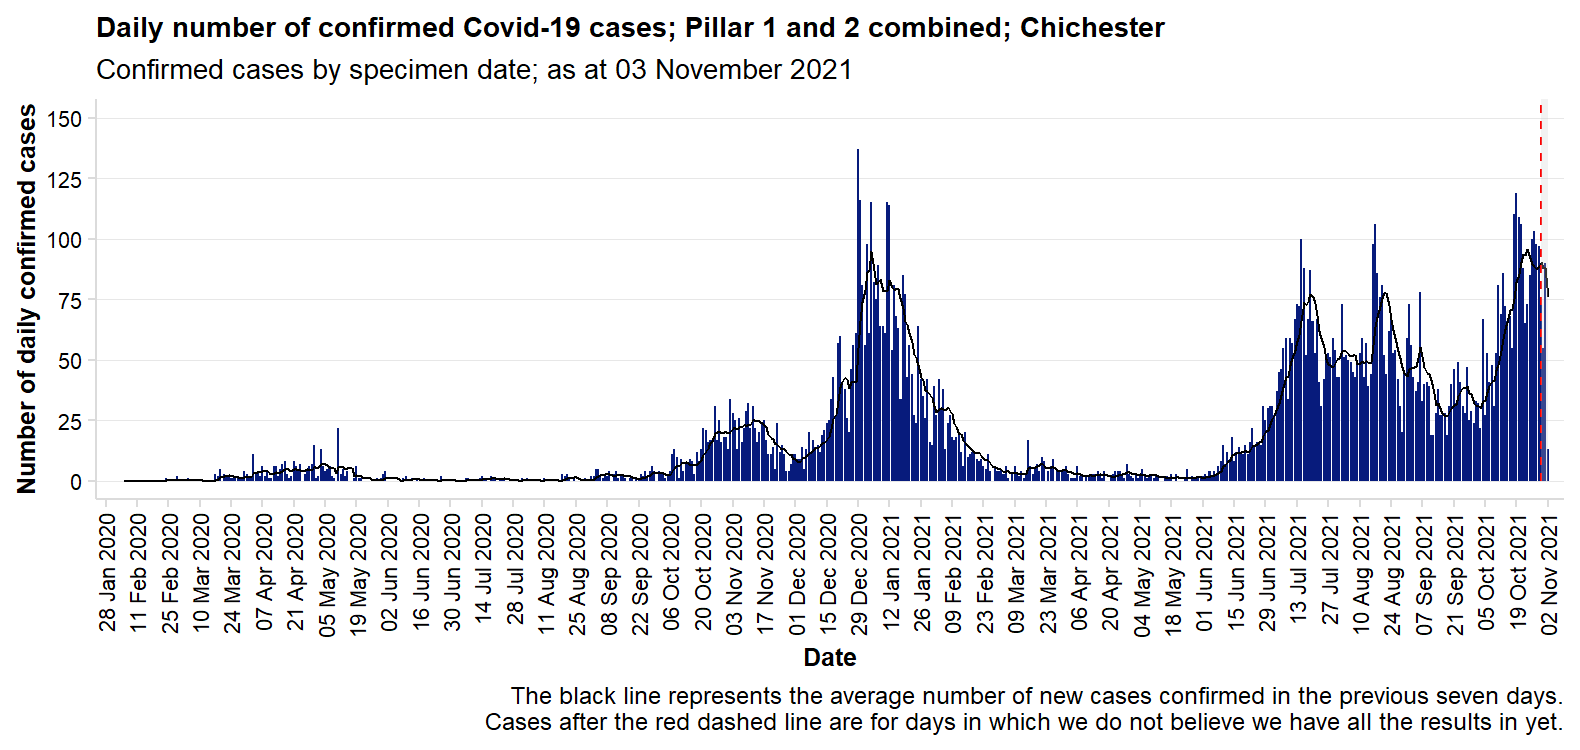 Daily number of confirmed Covid-19 cases; Pillar 1 and 2 combined; Chichester
Confirmed cases by specimen date; as at 03 November 2021
Number of daily confirmed cases
150
125
100
75
50
25
0
28 Jan 2020
11 Feb 2020
25 Feb 2020
10 Mar 2020
24 Mar 2020
07 Apr 2020
21 Apr 2020
05 May 2020
19 May 2020
02 Jun 2020
16 Jun 2020
30 Jun 2020
14 Jul 2020
28 Jul 2020
11 Aug 2020
25 Aug 2020
08 Sep 2020
22 Sep 2020
06 Oct 2020
20 Oct 2020
03 Nov 2020
17 Nov 2020
01 Dec 2020
15 Dec 2020
29 Dec 2020
12 Jan 2021
26 Jan 2021
09 Feb 2021
23 Feb 2021
09 Mar 2021
23 Mar 2021
06 Apr 2021
20 Apr 2021
04 May 2021
18 May 2021
01 Jun 2021
15 Jun 2021
29 Jun 2021
13 Jul 2021
27 Jul 2021
10 Aug 2021
24 Aug 2021
07 Sep 2021
21 Sep 2021
05 Oct 2021
19 Oct 2021
02 Nov 2021
Date
The black line represents the average number of new cases confirmed in the previous seven days.
Cases after the red dashed line are for days in which we do not believe we have all the results in yet.